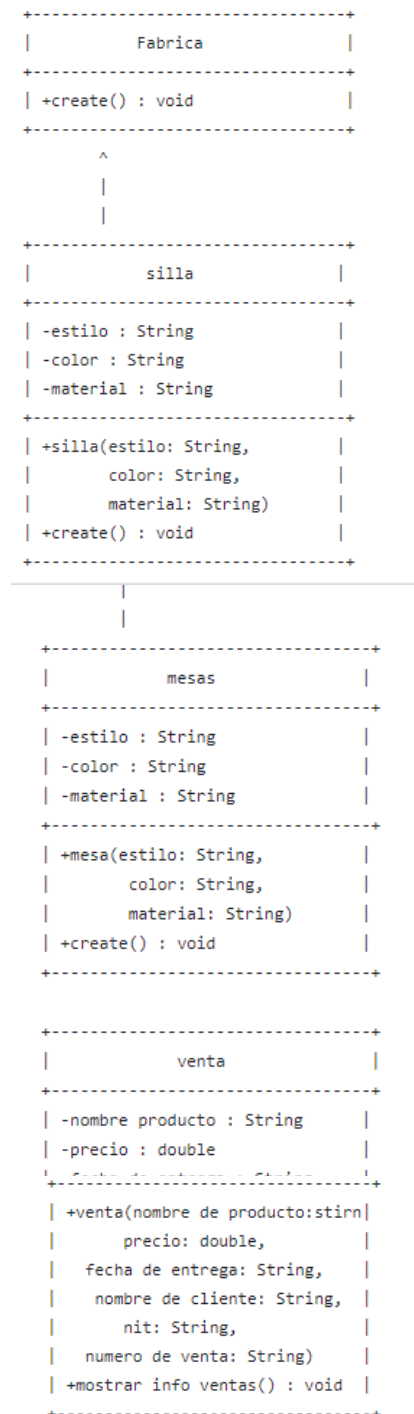 Fabrica
+create() : void
silla
-estilo : String
-color : String
-material : String
+silla(estilo: String,
color: String,
material: String)
+create() : void
mesas
-estilo : String
-color : String
-material : String
+mesa(estilo: String,
color: String,
material: String)
+create() : void
venta
-nombre producto : String
-precio : double
+venta(nombre de producto:stirn
precio: double,
fecha de entrega: String,
nombre de cliente: String,
nit: String,
numero de venta: String)
+mostrar info ventas() : void